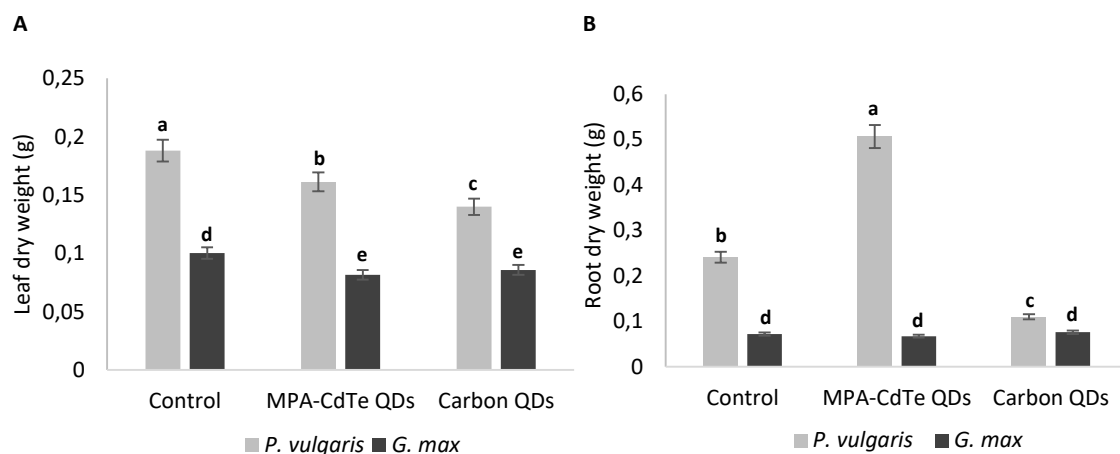 A
Leaf dry weight (g)
0,25
0,2
0,15
0,1
0,05
0
a
d
b
e
c
e
Control
MPA-CdTe QDs
Carbon QDs
P. vulgaris
G. max
B
Root dry weight (g)
0,6
0,5
0,4
0,3
0,2
0,1
0
b
d
a
d
c
d
Control
MPA-CdTe QDs
Carbon QDs
P. vulgaris
G. max